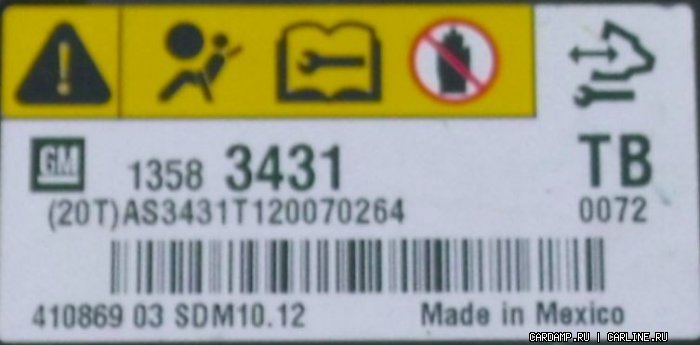 GM 1358 3431 TB
(20T)AS3431T120070264 0072
410869 03 SDM10.12 Made in Mexico
CARDAMP.RU | CARLINE.RU